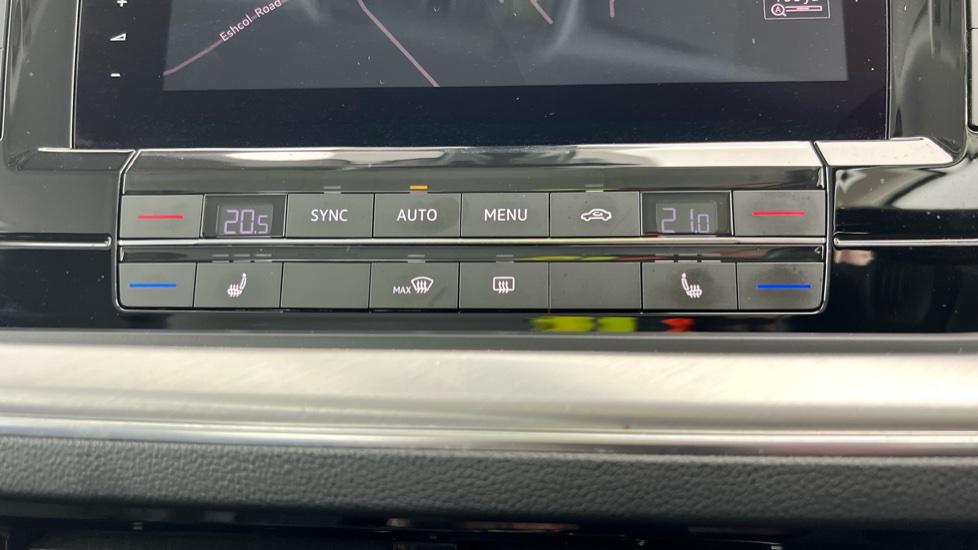 Eshcol Road
20.5 SYNC AUTO MENU 21.0
MAX